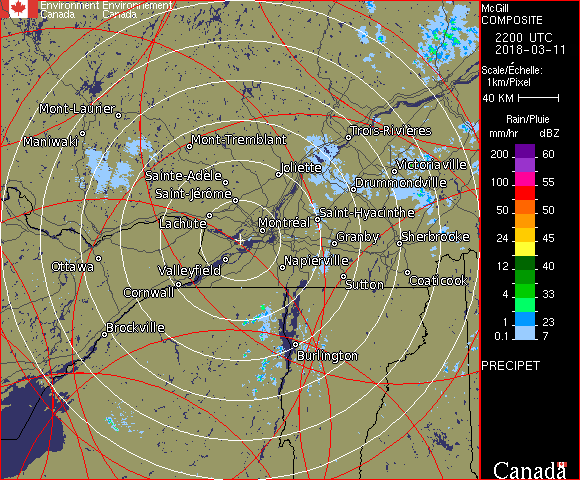 Environment Environnement
Canada Canada
McGill
COMPOSITE
2200 UTC
2018-03-11
Scale/Échelle:
1km/Pixel
40 KM
Rain/Pluie
mm/hr dBZ
200 60
100 55
50 50
24 45
12 40
4 33
1 23
0.1 7
PRECIPET
Canada
Mont-Laurier
Maniwaki
Mont-Tremblant
Trois-Rivières
Sainte-Adèle
Joliette
Victoriaville
Saint-Jérôme
Drummondville
Lachute
Montréal
Saint-Hyacinthe
Granby
Sherbrooke
Ottawa
Valleyfield
Napierville
Cornwall
Sutton
Coaticook
Brockville
Burlington